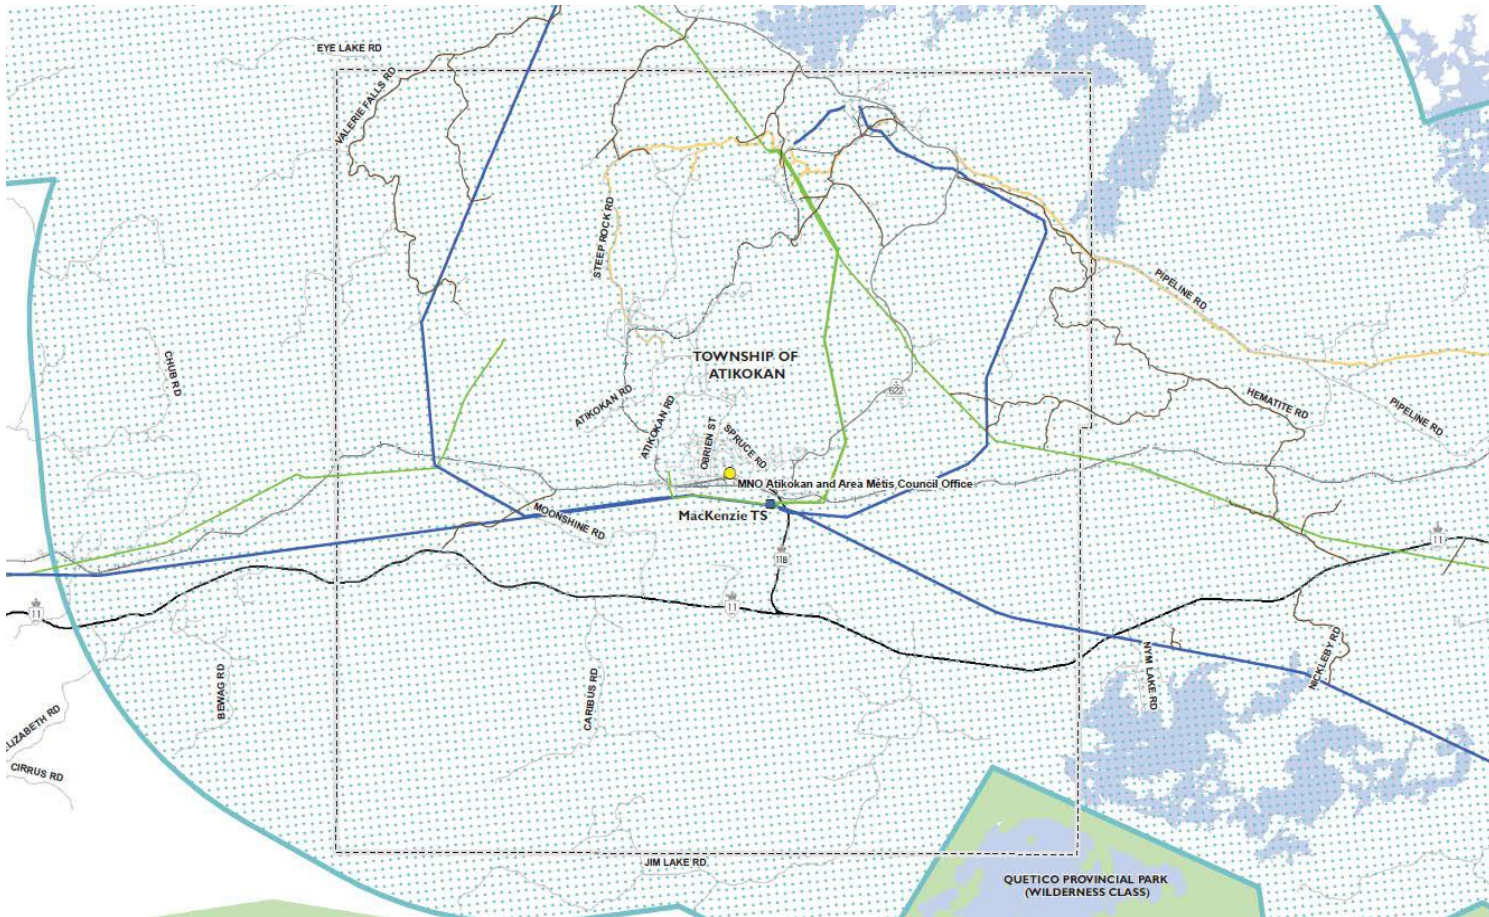 EYE LAKE RD
VALERIE FALLS RD
STEEP ROCK RD
PIPELINE RD
CHUB RD
TOWNSHIP OF
ATIKOKAN
622
HEMATITE RD
PIPELINE RD
ATIKOKAN RD
ATIKOKAN RD
OBRIEN ST
SPRUCE RD
MNO Atikokan and Area Métis Council Office
MacKenzie TS
MOONSHINE RD
11
11B
11
11
BEWAG RD
CARIBUS RD
NYM LAKE RD
NICKLEBY RD
LIZABETH RD
CIRRUS RD
JIM LAKE RD
QUETICO PROVINCIAL PARK
(WILDERNESS CLASS)